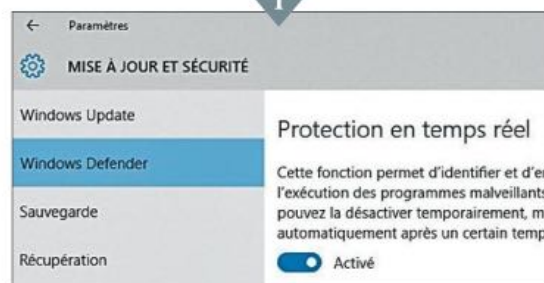 1
Paramètres
MISE À JOUR ET SÉCURITÉ
Windows Update
Windows Defender
Sauvegarde
Récupération
Protection en temps réel
Cette fonction permet d'identifier et d'e
l'exécution des programmes malveillants
pouvez la désactiver temporairement, m
automatiquement après un certain temp
Activé